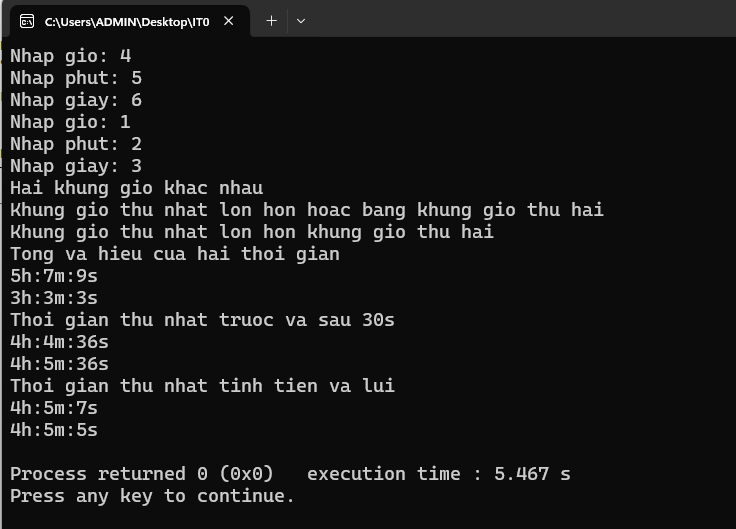 C:\Users\ADMIN\Desktop\IT0
Nhap gio: 4
Nhap phut: 5
Nhap giay: 6
Nhap gio: 1
Nhap phut: 2
Nhap giay: 3
Hai khung gio khac nhau
Khung gio thu nhat lon hon hoac bang khung gio thu hai
Khung gio thu nhat lon hon khung gio thu hai
Tong va hieu cua hai thoi gian
5h:7m:9s
3h:3m:3s
Thoi gian thu nhat truoc va sau 30s
4h:4m:36s
4h:5m:36s
Thoi gian thu nhat tinh tien va lui
4h:5m:7s
4h:5m:5s
Process returned 0 (0x0)   execution time : 5.467 s
Press any key to continue.